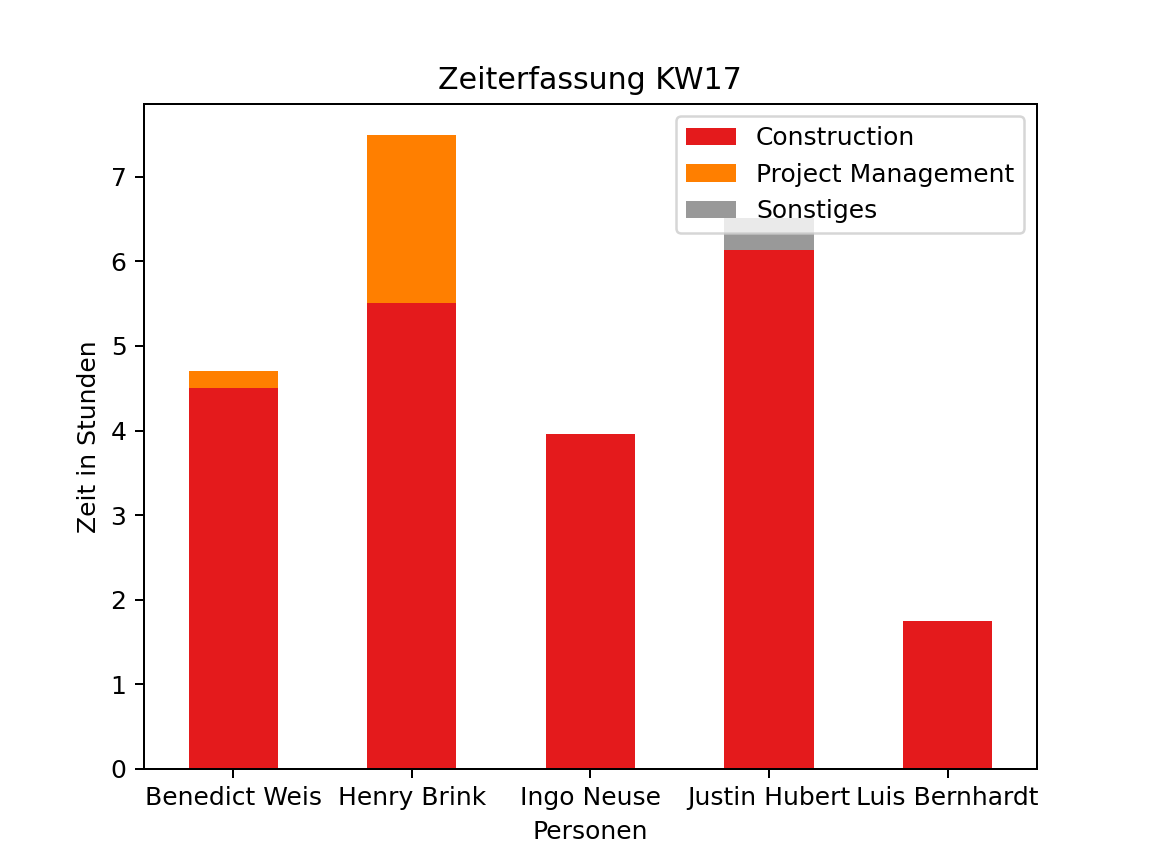 Zeiterfassung KW17
Construction
Project Management
Sonstiges
7
6
5
4
3
2
1
0
Zeit in Stunden
Benedict Weis Henry Brink Ingo Neuse Justin Hubert Luis Bernhardt
Personen